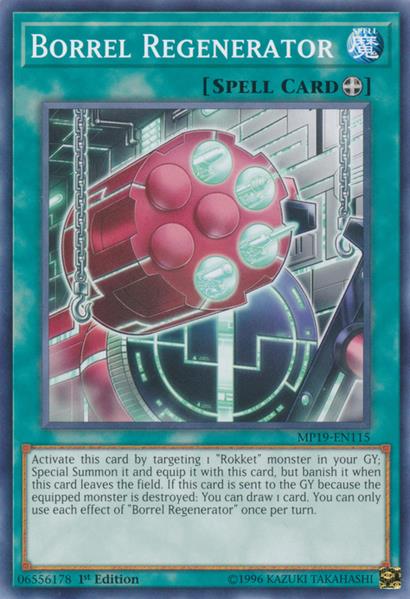 BORREL REGENERATOR
SPELL
魔
[SPELL CARD]
MP19-EN115
Activate this card by targeting 1 "Rokket" monster in your GY;
Special Summon it and equip it with this card, but banish it when
this card leaves the field. If this card is sent to the GY because the
equipped monster is destroyed: You can draw 1 card. You can only
use each effect of "Borrel Regenerator" once per turn.
06556178 1st Edition ©1996 KAZUKI TAKAHASHI